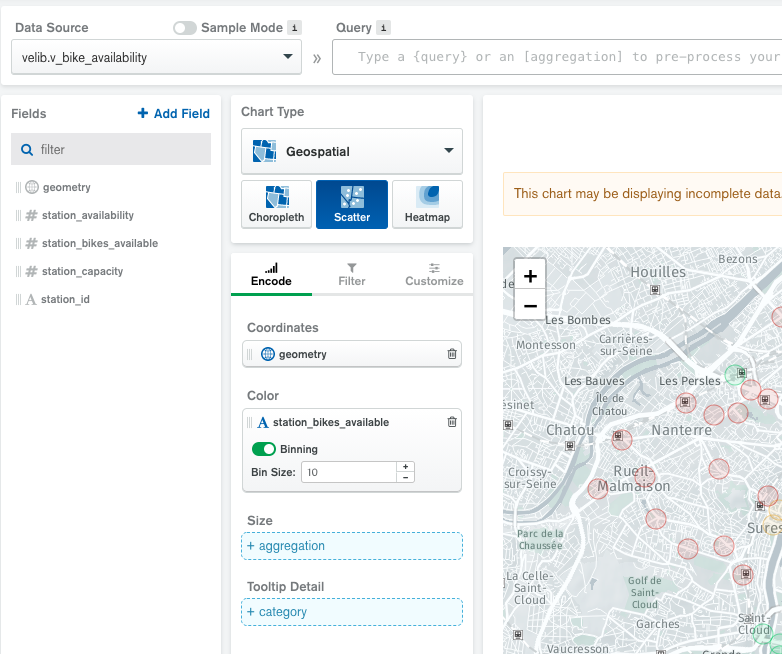 Data Source
Sample Mode i
Query i
velib.v_bike_availability
»
Type a {query} or an [aggregation] to pre-process your
Fields
+ Add Field
filter
geometry
# station_availability
# station_bikes_available
# station_capacity
A station_id
Chart Type
Geospatial
Choropleth
Scatter
Heatmap
Encode
Filter
Customize
Coordinates
geometry
Color
A station_bikes_available
Binning
Bin Size: 10
+
−
Size
+ aggregation
Tooltip Detail
+ category
This chart may be displaying incomplete data.
+
−
Bezons
Houilles
Les Bombes
Montesson
Carrières-
sur-Seine
Les Bauves
Les Persles
Île de
Chatou
ésinet
Chatou
Nanterre
Croissy-
sur-Seine
Rueil-
Malmaison
Sures
Parc de la
Chaussée
La Celle-
Saint-
Cloud
Golf de
Saint-
Cloud
Garches
Saint-
Cloud
Vaucresson